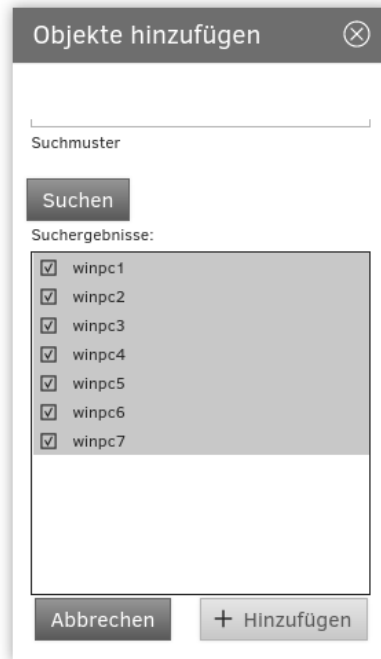 Objekte hinzufügen
Suchmuster
Suchen
Suchergebnisse:
winpc1
winpc2
winpc3
winpc4
winpc5
winpc6
winpc7
Abbrechen
+ Hinzufügen